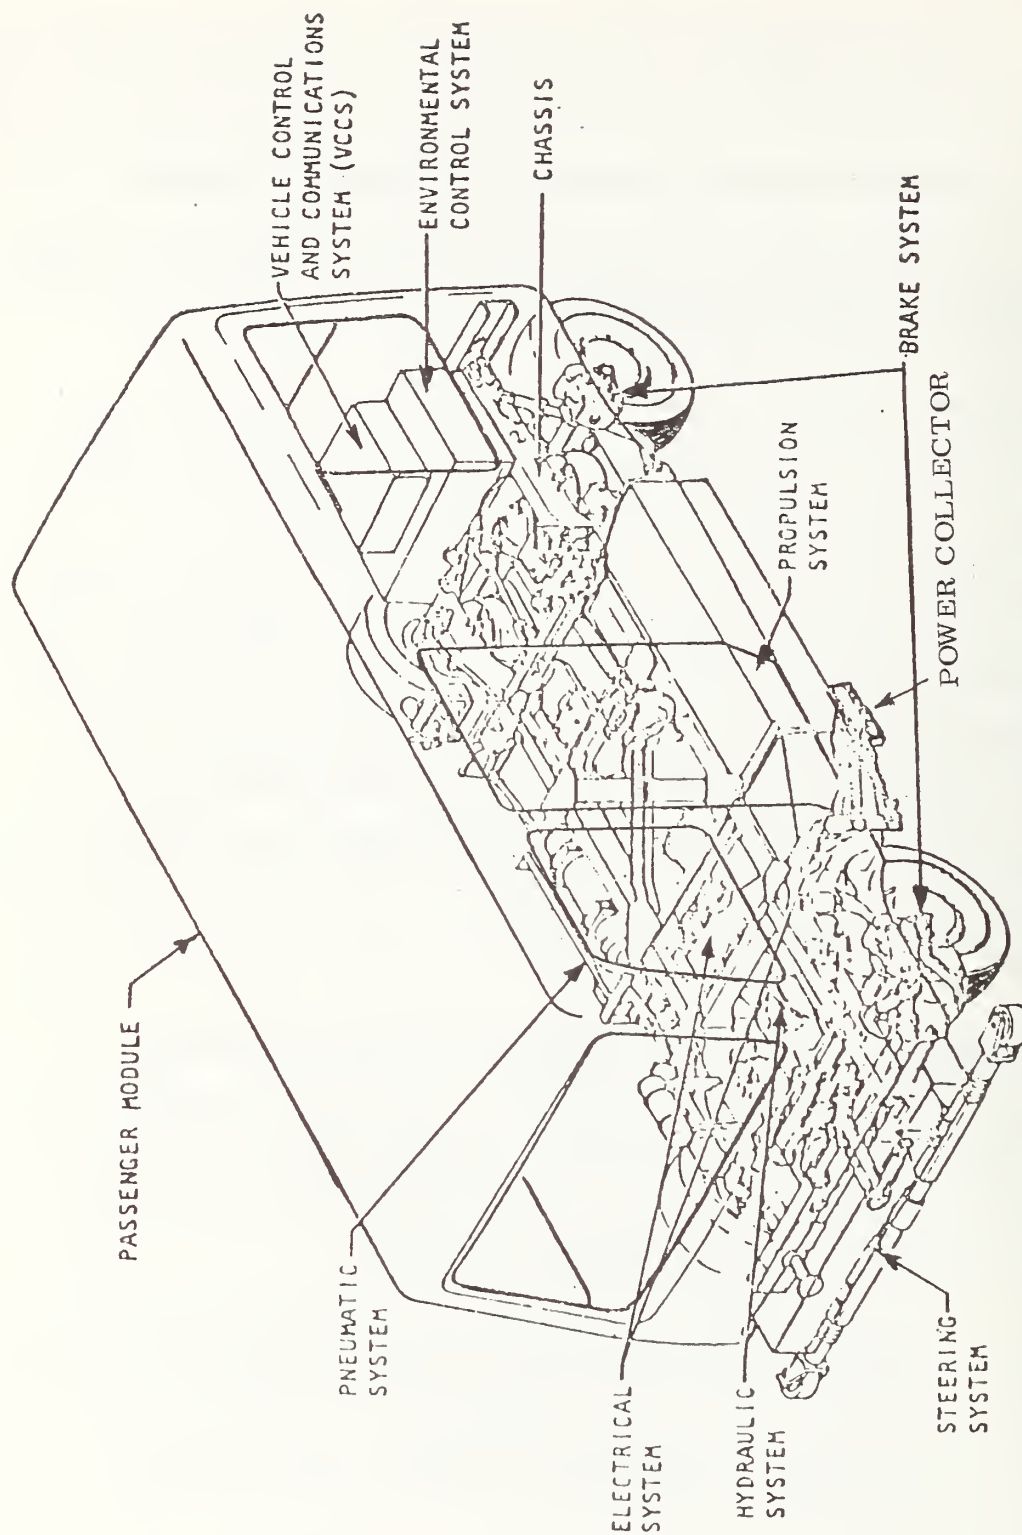 PASSENGER MODULE
VEHICLE CONTROL
AND COMMUNICATIONS
SYSTEM (VCCS)
ENVIRONMENTAL
CONTROL SYSTEM
CHASSIS
BRAKE SYSTEM
POWER COLLECTOR
PROPULSION
SYSTEM
PNEUMATIC
SYSTEM
ELECTRICAL
SYSTEM
HYDRAULIC
SYSTEM
STEERING
SYSTEM